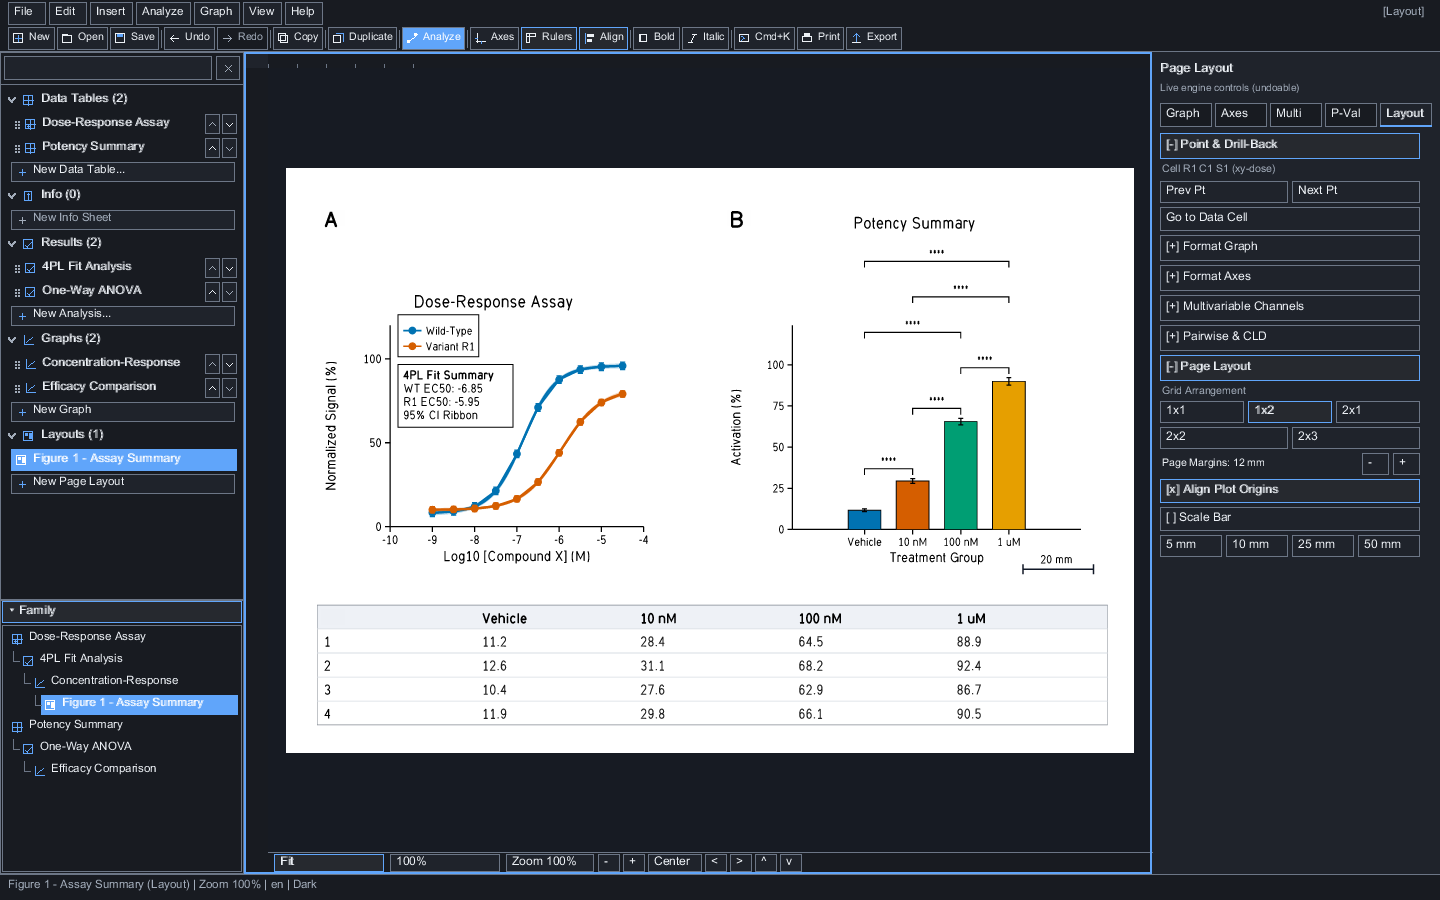 File Edit Insert Analyze Graph View Help [Layout]
New Open Save Undo Redo Copy Duplicate Analyze Axes Rulers Align Bold Italic Cmd+K Print Export
Data Tables (2)
Dose-Response Assay
Potency Summary
New Data Table...
Info (0)
New Info Sheet
Results (2)
4PL Fit Analysis
One-Way ANOVA
New Analysis...
Graphs (2)
Concentration-Response
Efficacy Comparison
New Graph
Layouts (1)
Figure 1 - Assay Summary
New Page Layout
Family
Dose-Response Assay
4PL Fit Analysis
Concentration-Response
Figure 1 - Assay Summary
Potency Summary
One-Way ANOVA
Efficacy Comparison
A
Dose-Response Assay
Wild-Type
Variant R1
4PL Fit Summary
WT EC50: -6.85
R1 EC50: -5.95
95% CI Ribbon
Normalized Signal (%)
100
50
0
-10 -9 -8 -7 -6 -5 -4
Log10 [Compound X] (M)
B
Potency Summary
****
****
****
****
****
****
Activation (%)
100
75
50
25
0
Vehicle 10 nM 100 nM 1 uM
Treatment Group
20 mm
Vehicle 10 nM 100 nM 1 uM
1 11.2 28.4 64.5 88.9
2 12.6 31.1 68.2 92.4
3 10.4 27.6 62.9 86.7
4 11.9 29.8 66.1 90.5
Fit 100% Zoom 100% - + Center < > ^ v
Page Layout
Live engine controls (undoable)
Graph Axes Multi P-Val Layout
[-] Point & Drill-Back
Cell R1 C1 S1 (xy-dose)
Prev Pt Next Pt
Go to Data Cell
[+] Format Graph
[+] Format Axes
[+] Multivariable Channels
[+] Pairwise & CLD
[-] Page Layout
Grid Arrangement
1x1 1x2 2x1
2x2 2x3
Page Margins: 12 mm - +
[x] Align Plot Origins
[ ] Scale Bar
5 mm 10 mm 25 mm 50 mm
Figure 1 - Assay Summary (Layout) | Zoom 100% | en | Dark